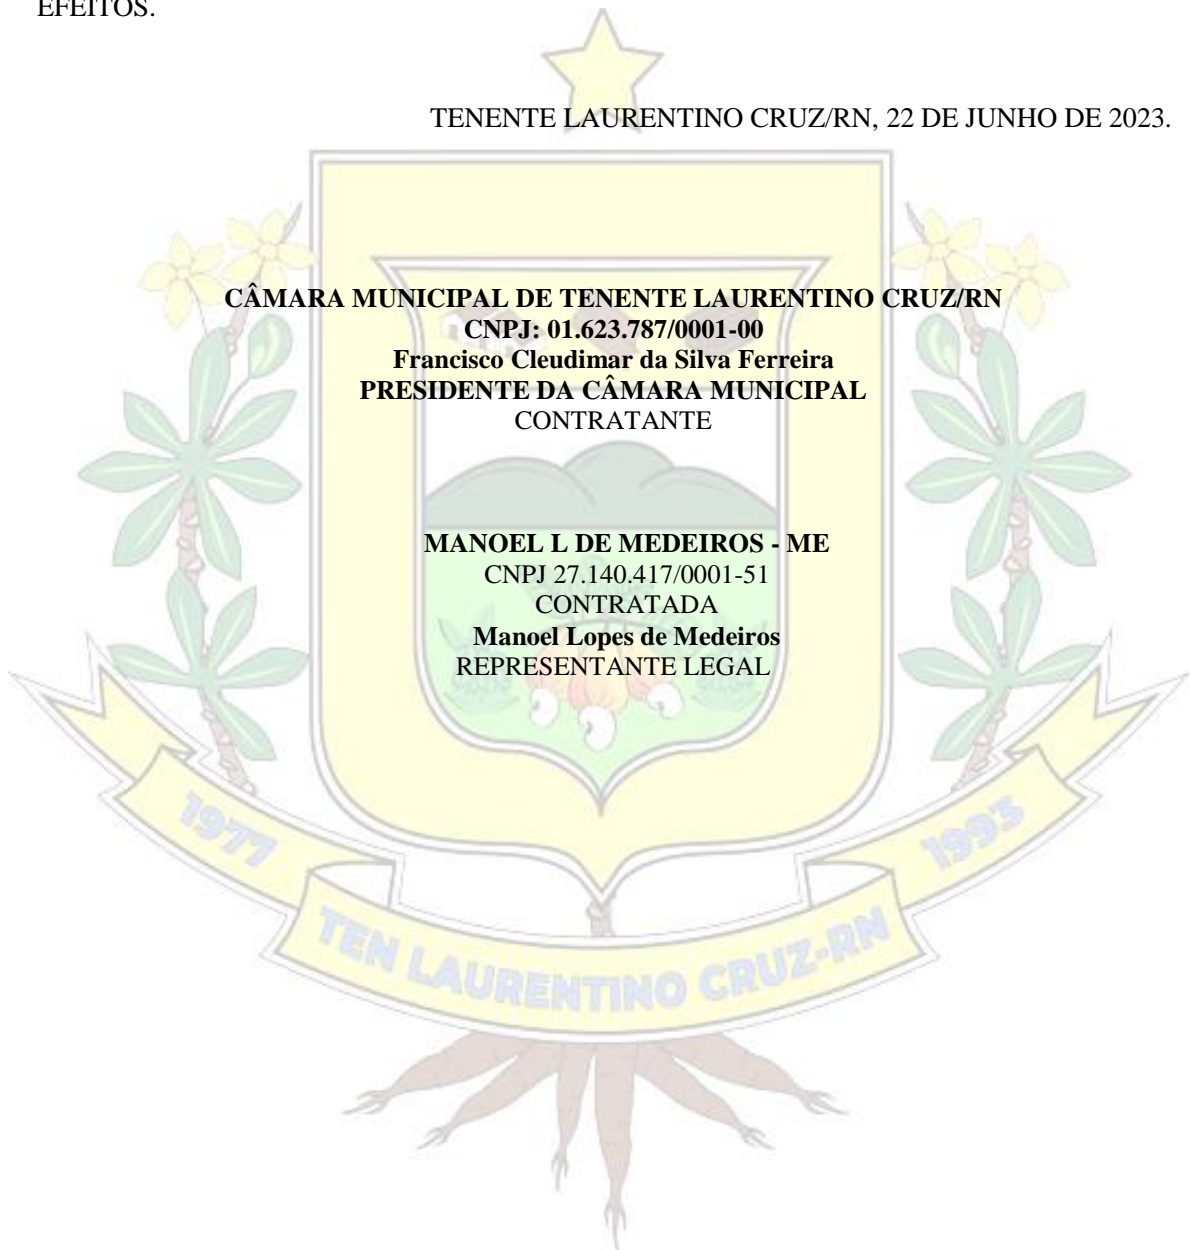 EFEITOS.
TENENTE LAURENTINO CRUZ/RN, 22 DE JUNHO DE 2023.
CÂMARA MUNICIPAL DE TENENTE LAURENTINO CRUZ/RN
CNPJ: 01.623.787/0001-00
Francisco Cleudimar da Silva Ferreira
PRESIDENTE DA CÂMARA MUNICIPAL
CONTRATANTE
MANOEL L DE MEDEIROS - ME
CNPJ 27.140.417/0001-51
CONTRATADA
Manoel Lopes de Medeiros
REPRESENTANTE LEGAL
1977
1993
TEN LAURENTINO CRUZ-RN